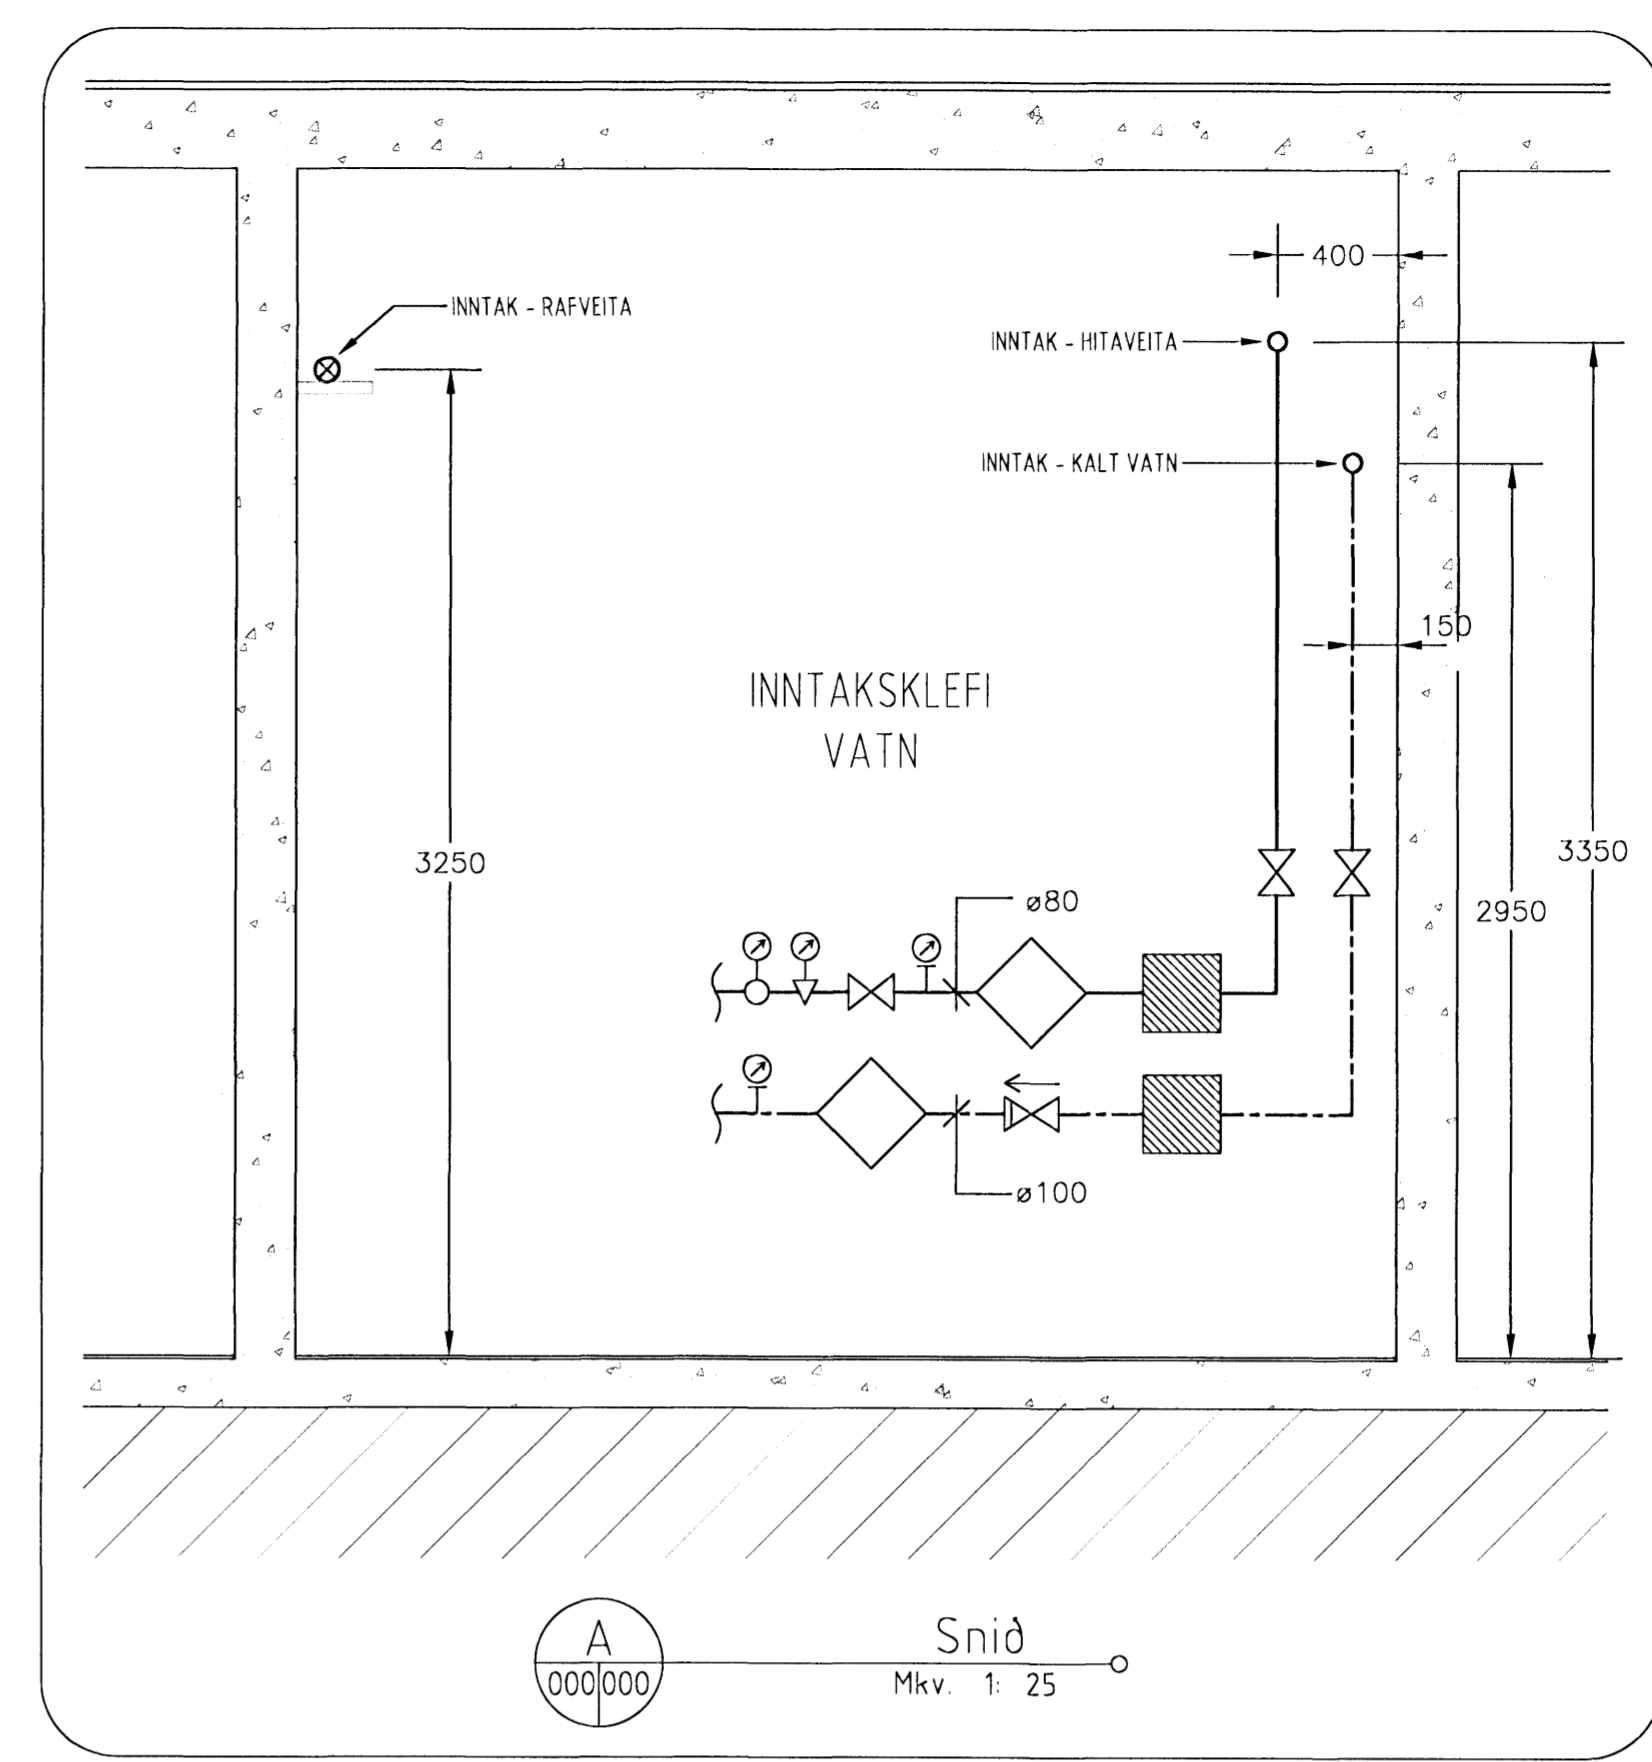 400
INNTAK - RAFVEITA
INNTAK - HITAVEITA
INNTAK - KALT VATN
150
INNTAKSKLEFI
VATN
3250
3350
ø80
2950
ø100
A
000 000
Snið
Mkv. 1: 25